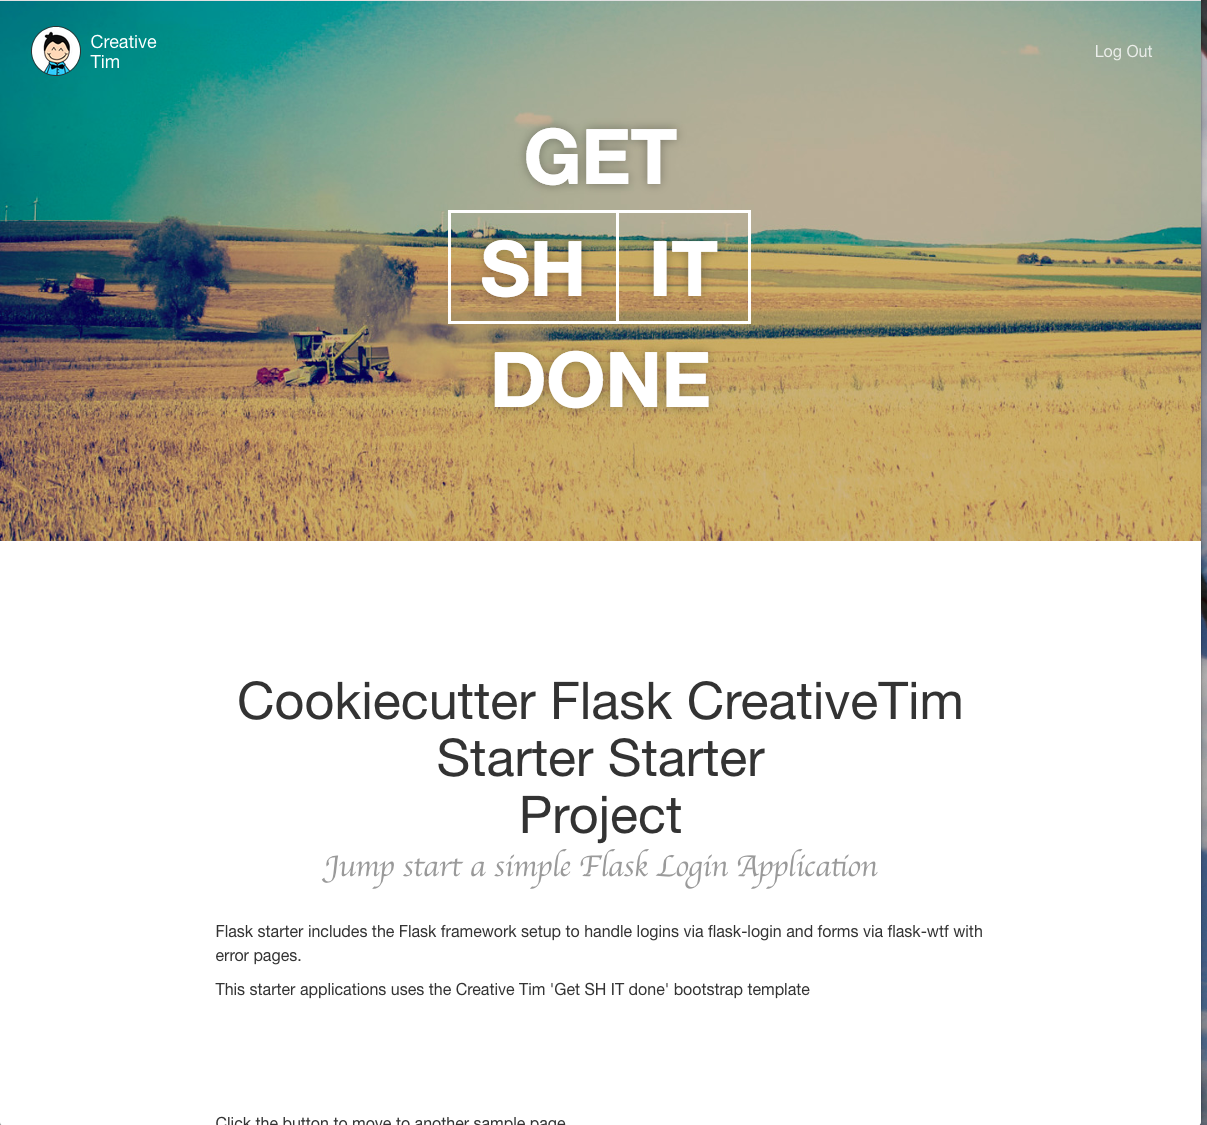 Creative
Tim
Log Out
GET
SH IT
DONE
Cookiecutter Flask CreativeTim
Starter Starter
Project
Jump start a simple Flask Login Application
Flask starter includes the Flask framework setup to handle logins via flask-login and forms via flask-wtf with
error pages.
This starter applications uses the Creative Tim 'Get SH IT done' bootstrap template
Click the button to move to another sample page